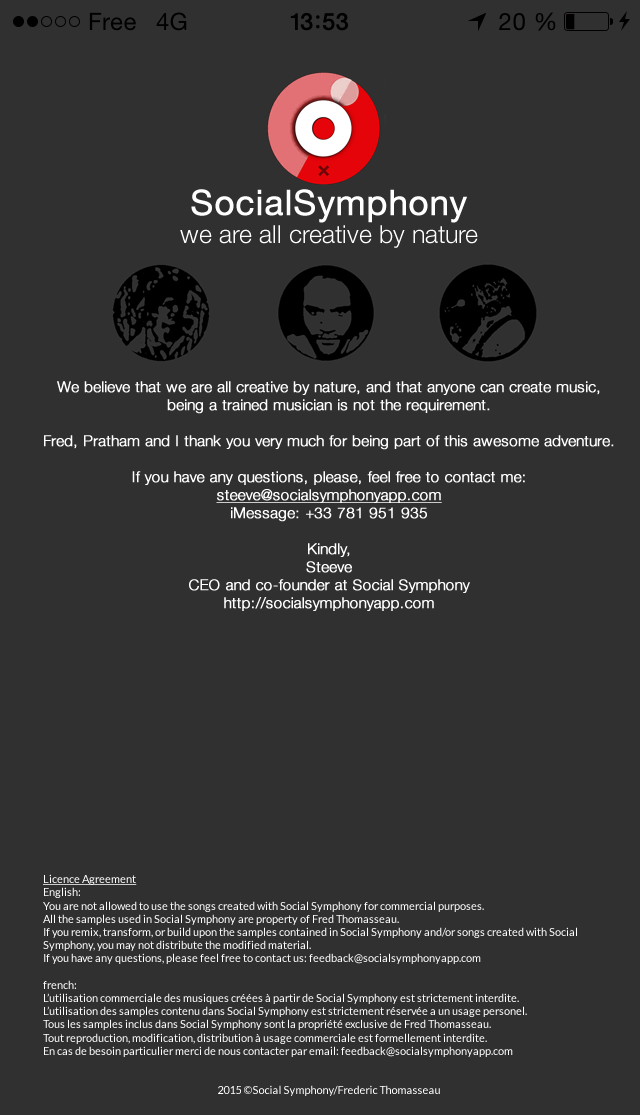 Free 4G 13:53 20 %
SocialSymphony
we are all creative by nature
We believe that we are all creative by nature, and that anyone can create music,
being a trained musician is not the requirement.
Fred, Pratham and I thank you very much for being part of this awesome adventure.
If you have any questions, please, feel free to contact me:
steeve@socialsymphonyapp.com
iMessage: +33 781 951 935
Kindly,
Steeve
CEO and co-founder at Social Symphony
http://socialsymphonyapp.com
Licence Agreement
English:
You are not allowed to use the songs created with Social Symphony for commercial purposes.
All the samples used in Social Symphony are property of Fred Thomasseau.
If you remix, transform, or build upon the samples contained in Social Symphony and/or songs created with Social
Symphony, you may not distribute the modified material.
If you have any questions, please feel free to contact us: feedback@socialsymphonyapp.com
french:
L'utilisation commerciale des musiques créées à partir de Social Symphony est strictement interdite.
L'utilisation des samples contenu dans Social Symphony est strictement réservée a un usage personel.
Tous les samples inclus dans Social Symphony sont la propriété exclusive de Fred Thomasseau.
Tout reproduction, modification, distribution à usage commerciale est formellement interdite.
En cas de besoin particulier merci de nous contacter par email: feedback@socialsymphonyapp.com
2015 ©Social Symphony/Frederic Thomasseau